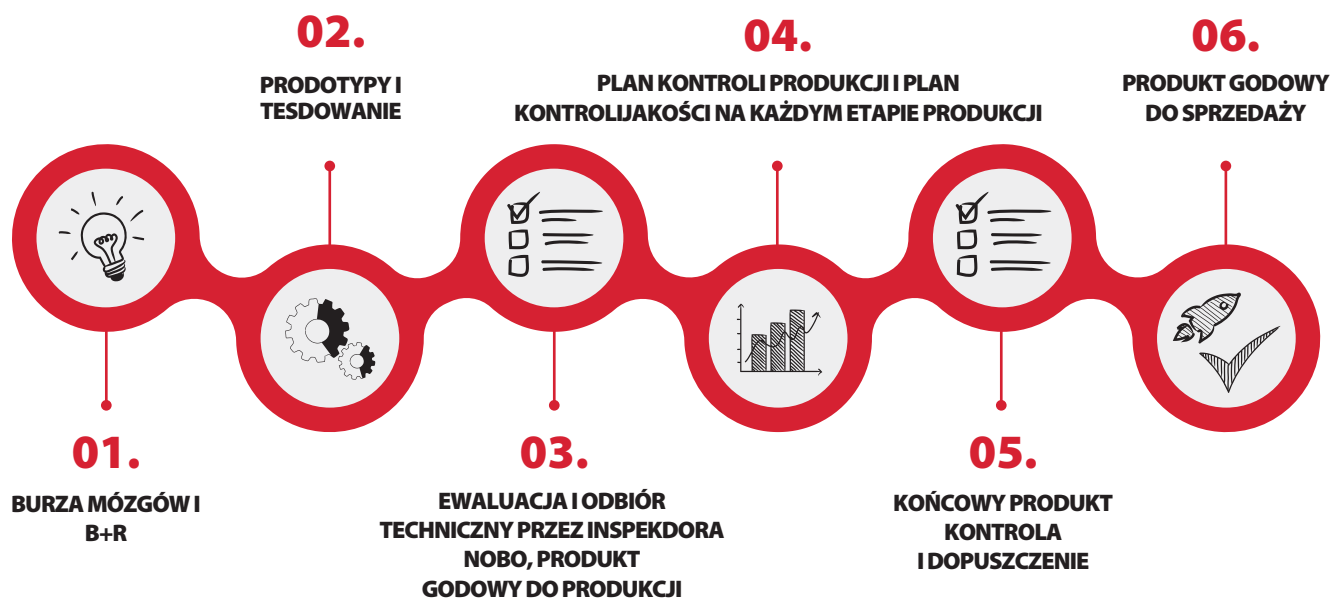 01.
BURZA MÓZGÓW I
B+R
02.
PRODOTYPY I
TESDOWANIE
03.
EWALUACJA I ODBIÓR
TECHNICZNY PRZEZ INSPEKDORA
NOBO, PRODUKT
GODOWY DO PRODUKCJI
04.
PLAN KONTROLI PRODUKCJI I PLAN
KONTROLIJAKOŚCI NA KAŻDYM ETAPIE PRODUKCJI
05.
KOŃCOWY PRODUKT
KONTROLA
I DOPUSZCZENIE
06.
PRODUKT GODOWY
DO SPRZEDAŻY